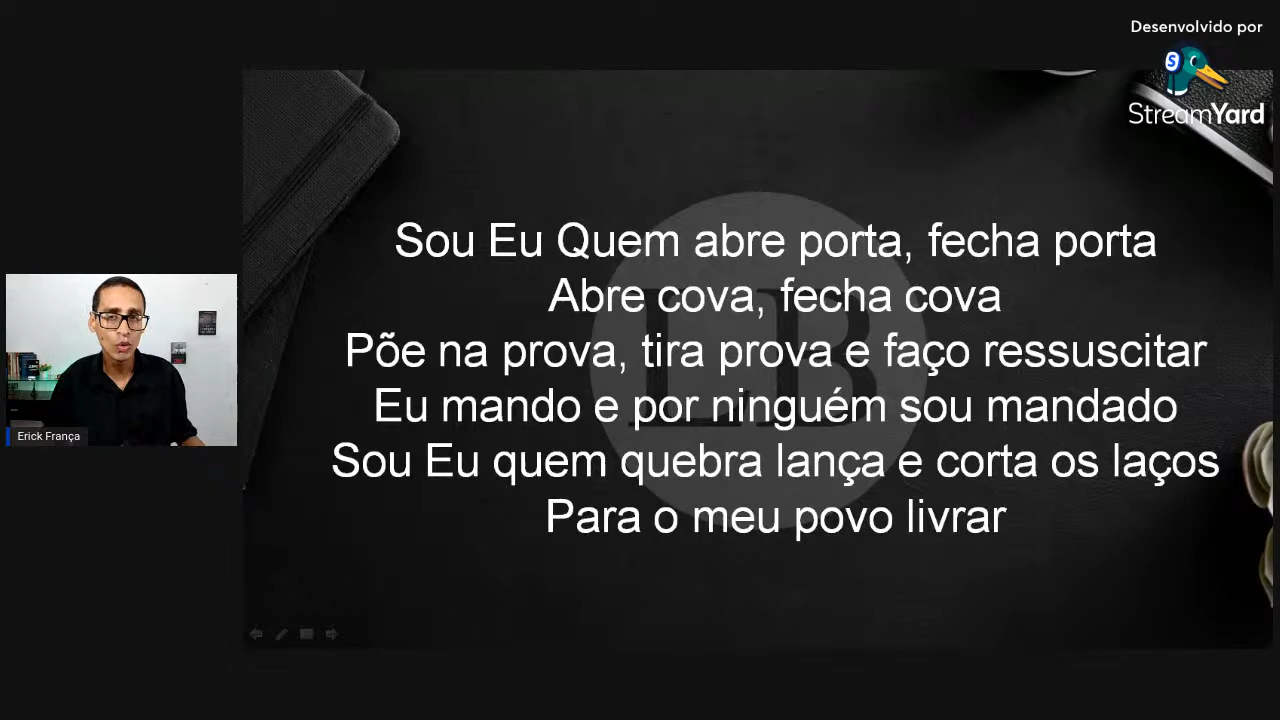 Desenvolvido por
StreamYard
Sou Eu Quem abre porta, fecha porta
Abre cova, fecha cova
Põe na prova, tira prova e faço ressuscitar
Eu mando e por ninguém sou mandado
Sou Eu quem quebra lança e corta os laços
Para o meu povo livrar
Erick França